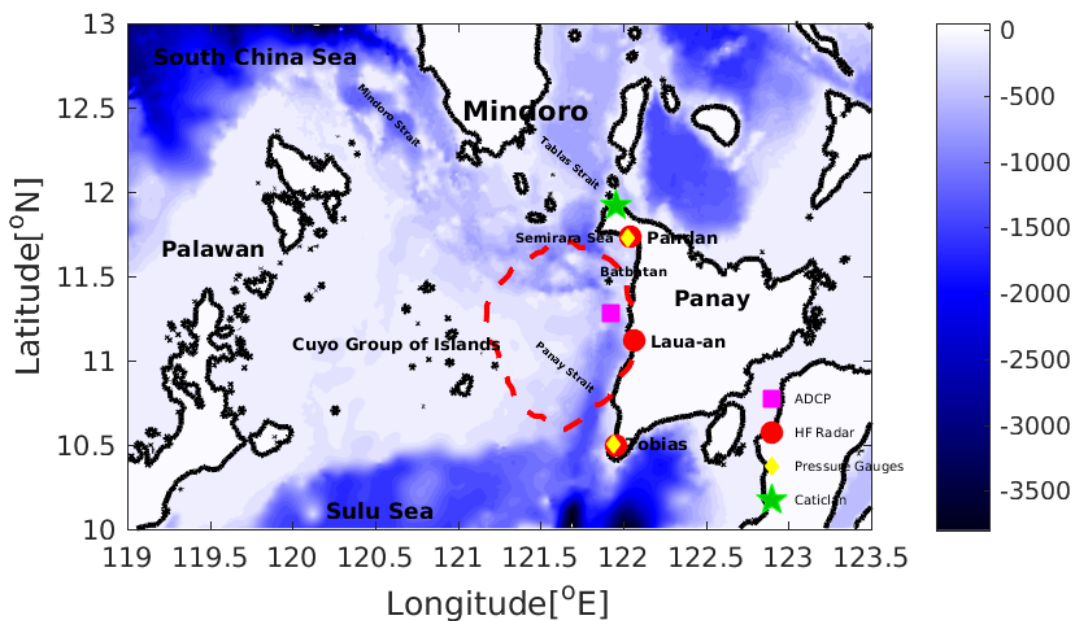 13
12.5
12
11.5
11
10.5
10
Latitude[°N]
119
119.5
120
120.5
121
121.5
122
122.5
123
123.5
Longitude[°E]
South China Sea
Mindoro Strait
Mindoro
Tablas Strait
Palawan
Semirara Sea
Pandan
Batbatan
Panay
Cuyo Group of Islands
Panay Strait
Laua-an
Tobias
Sulu Sea
ADCP
HF Radar
Pressure Gauges
Caticlan
0
-500
-1000
-1500
-2000
-2500
-3000
-3500